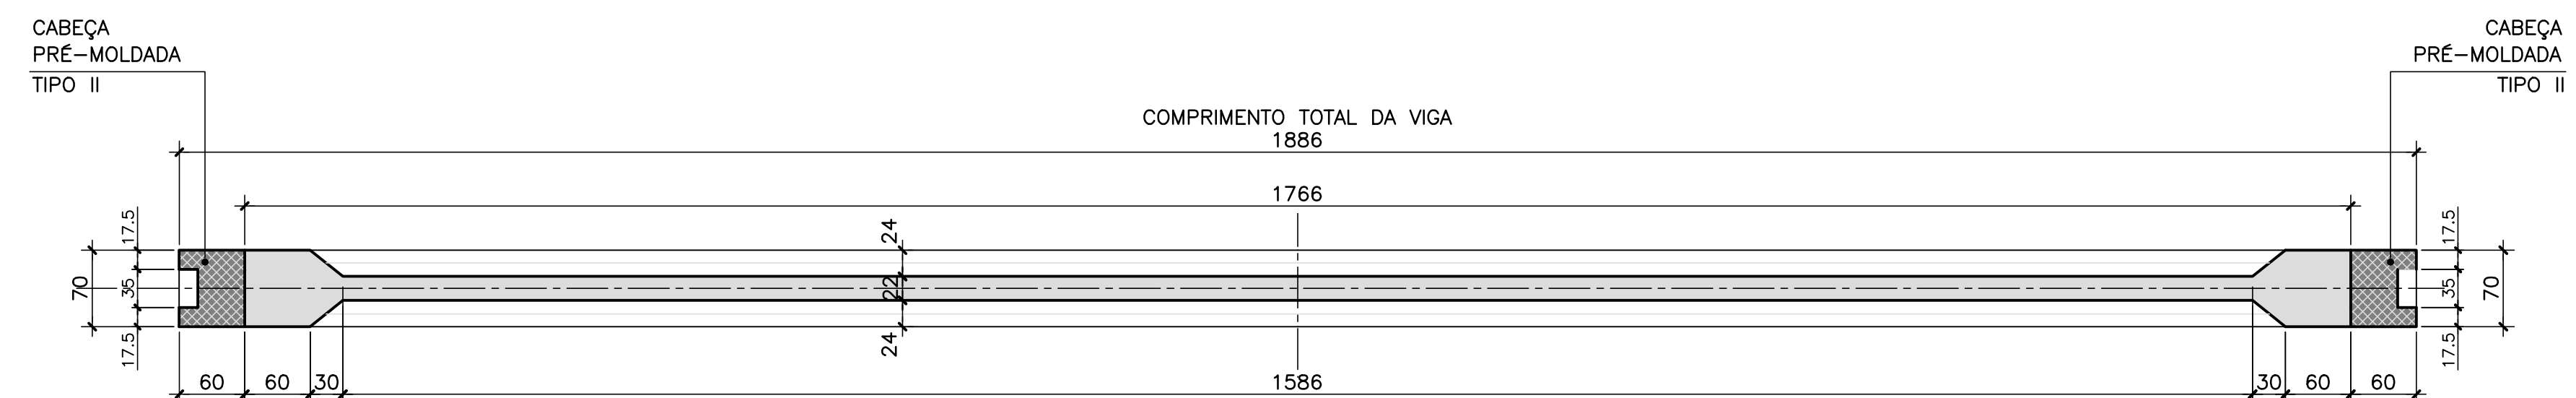 CABEÇA
PRÉ-MOLDADA
TIPO II
CABEÇA
PRÉ-MOLDADA
TIPO II
COMPRIMENTO TOTAL DA VIGA
1886
1766
17.5
35
17.5
70
24
22
24
17.5
35
17.5
70
60
60
30
1586
30
60
60